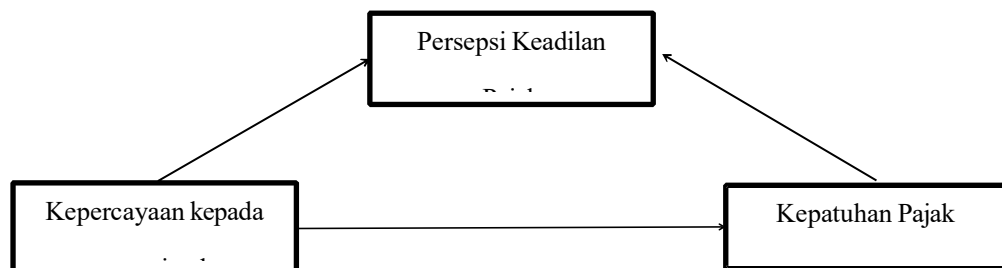 Persepsi Keadilan
Kepercayaan kepada
Kepatuhan Pajak